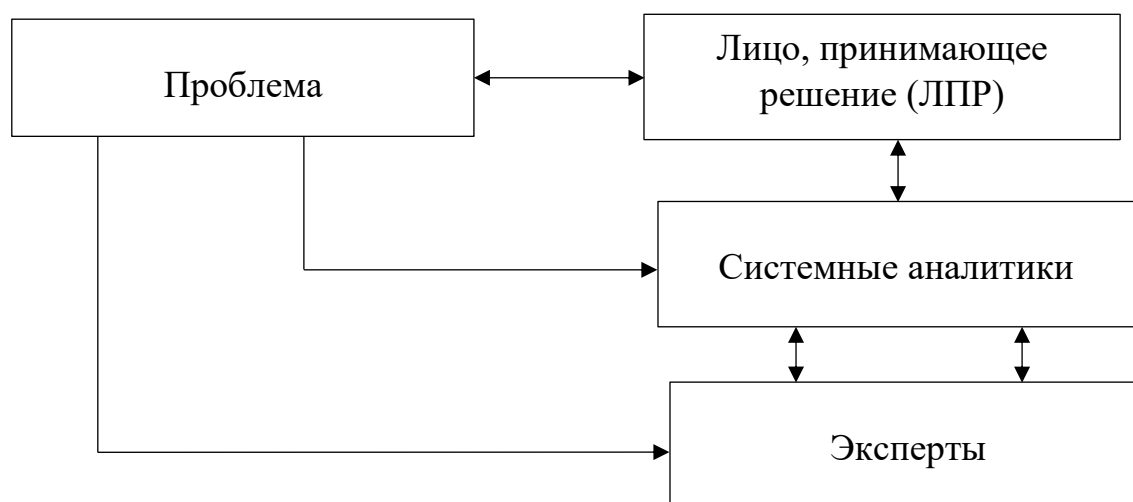 Проблема
Лицо, принимающее
решение (ЛПР)
Системные аналитики
Эксперты